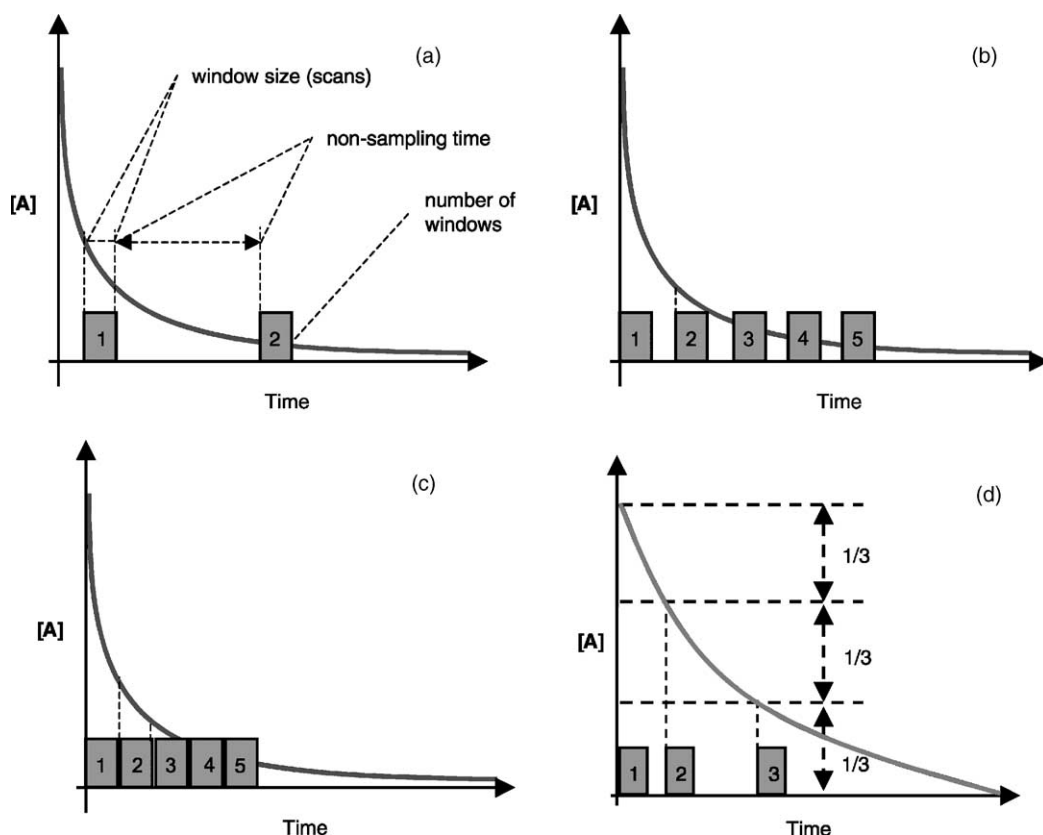 (a)
window size (scans)
non-sampling time
number of
windows
[A]
1
2
Time
(b)
[A]
1
2
3
4
5
Time
(c)
[A]
1
2
3
4
5
Time
(d)
1/3
1/3
1/3
[A]
1
2
3
Time